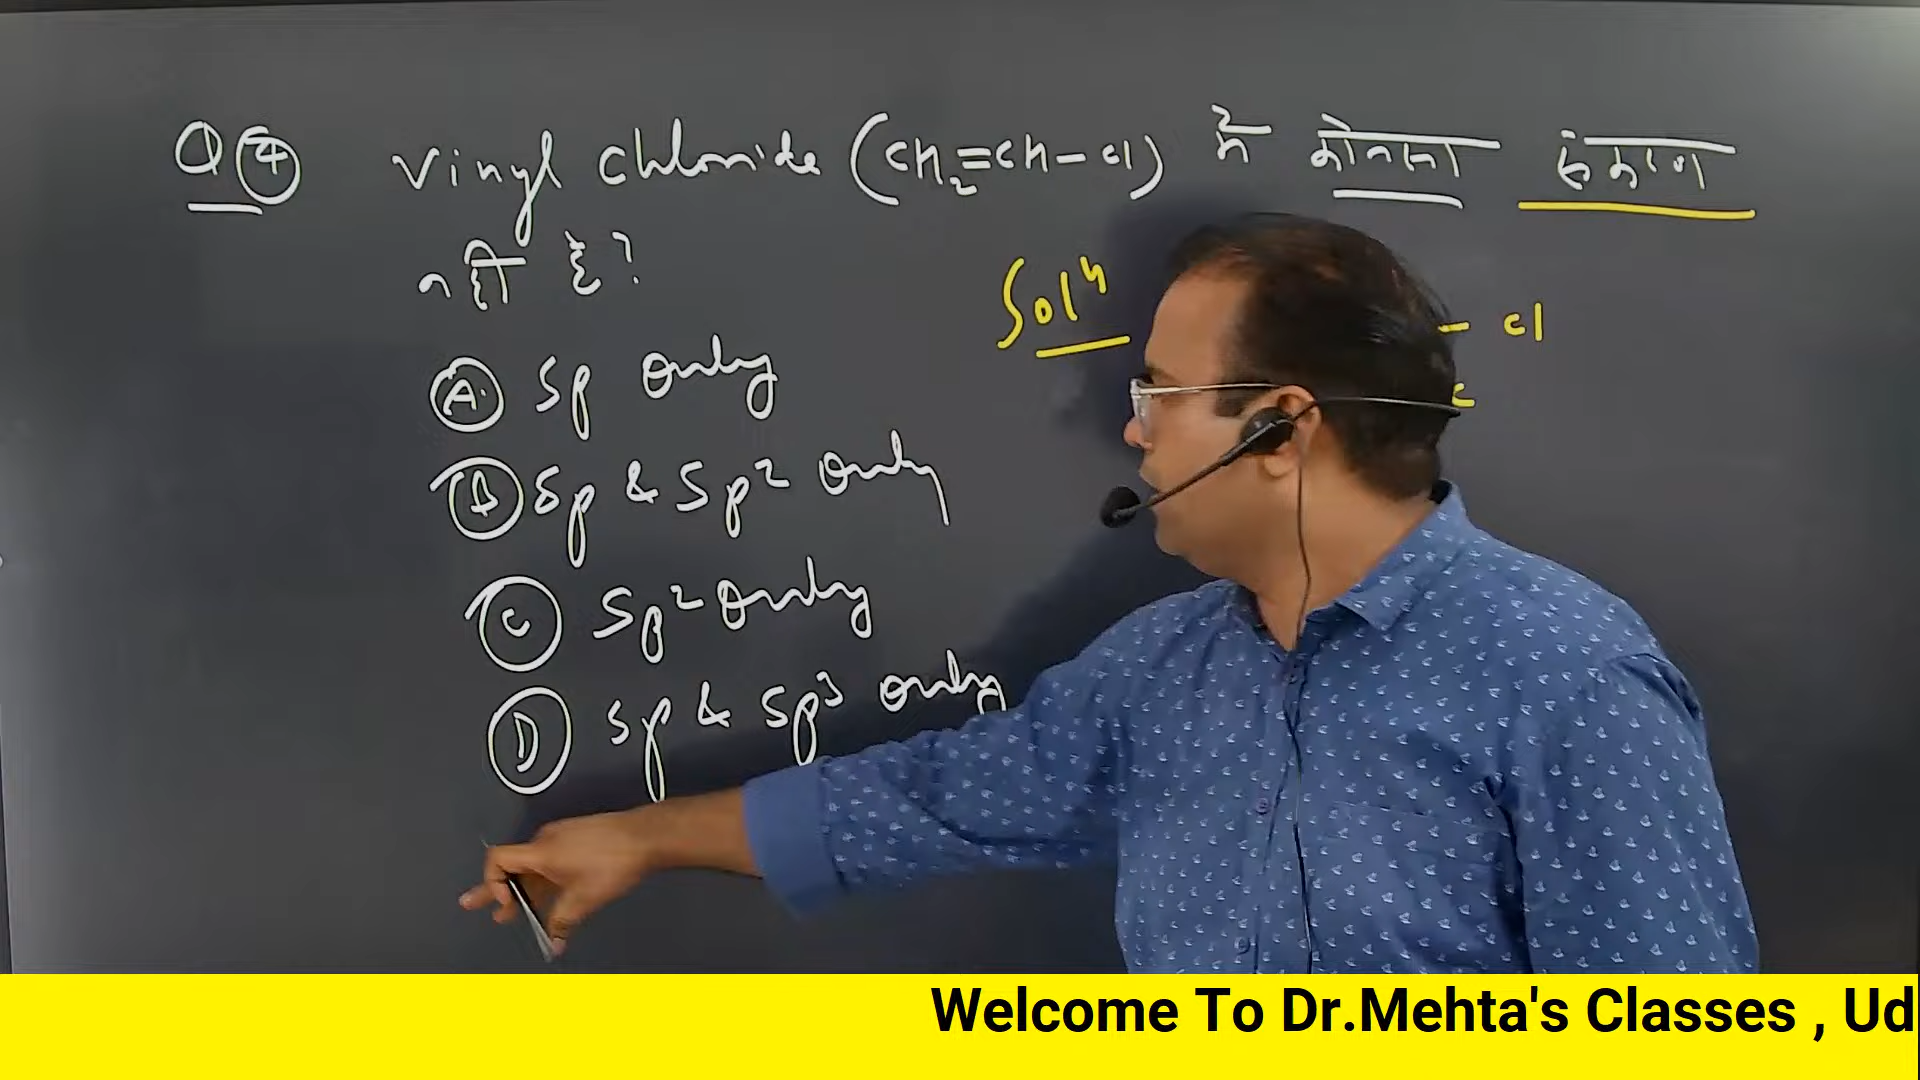 Q④ Vinyl chloride (CH₂=CH-Cl) में कौनसा संकरण
नहीं है?
Solⁿ
- Cl
Ⓐ Sp Only
Ⓑ Sp & Sp² Only
Ⓒ Sp² Only
Ⓓ Sp & Sp³ Only
Welcome To Dr.Mehta's Classes , Ud